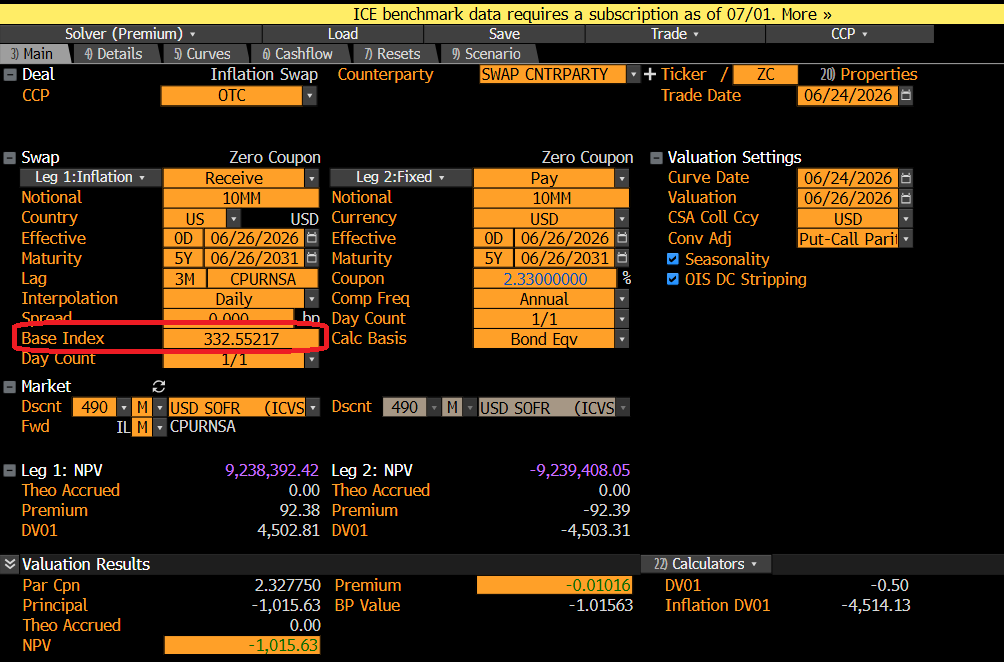 ICE benchmark data requires a subscription as of 07/01. More »
Solver (Premium) Load Save Trade CCP
3) Main 4) Details 5) Curves 6) Cashflow 7) Resets 9) Scenario
Deal Inflation Swap Counterparty SWAP CNTRPARTY Ticker / ZC 20) Properties
CCP OTC Trade Date 06/24/2026
Swap Zero Coupon Zero Coupon Valuation Settings
Leg 1:Inflation Receive Leg 2:Fixed Pay Curve Date 06/24/2026
Notional 10MM Notional 10MM Valuation 06/26/2026
Country US USD Currency USD CSA Coll Ccy USD
Effective 0D 06/26/2026 Effective 0D 06/26/2026 Conv Adj Put-Call Pari
Maturity 5Y 06/26/2031 Maturity 5Y 06/26/2031 Seasonality
Lag 3M CPURNSA Coupon 2.33000000 % OIS DC Stripping
Interpolation Daily Comp Freq Annual
Spread 0.000 bp Day Count 1/1
Base Index 332.55217 Calc Basis Bond Eqv
Day Count 1/1
Market
Dscnt 490 M USD SOFR (ICVS Dscnt 490 M USD SOFR (ICVS
Fwd IL M CPURNSA
Leg 1: NPV 9,238,392.42 Leg 2: NPV -9,239,408.05
Theo Accrued 0.00 Theo Accrued 0.00
Premium 92.38 Premium -92.39
DV01 4,502.81 DV01 -4,503.31
Valuation Results 22) Calculators
Par Cpn 2.327750 Premium -0.01016 DV01 -0.50
Principal -1,015.63 BP Value -1.01563 Inflation DV01 -4,514.13
Theo Accrued 0.00
NPV -1,015.63